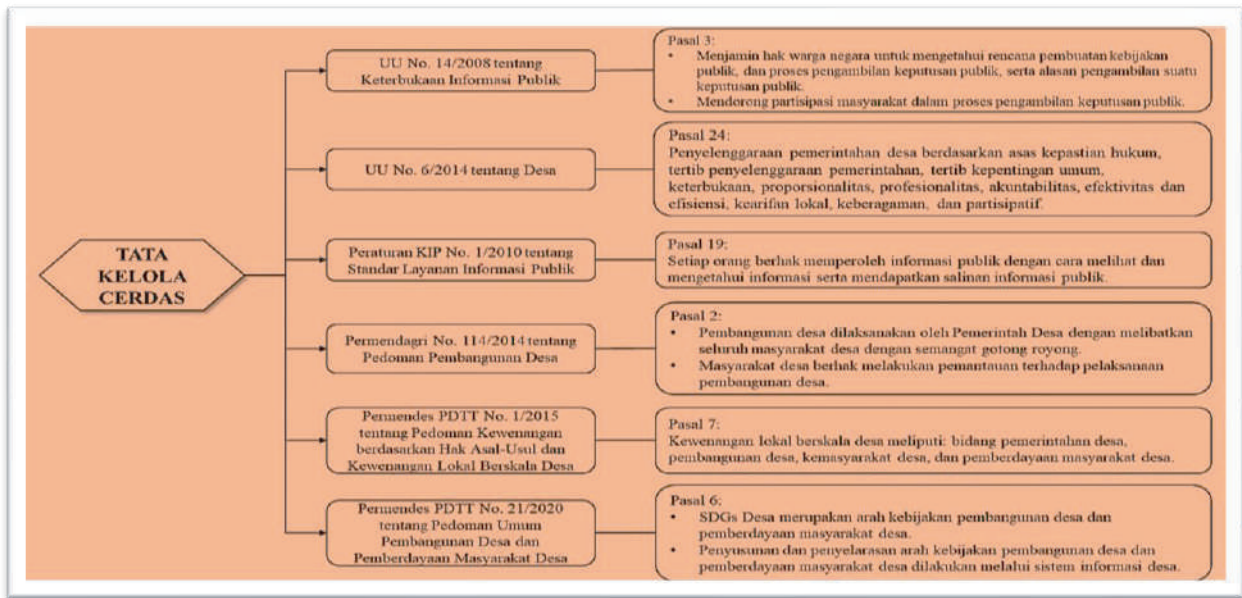 TATA
KELOLA
CERDAS
UU No. 14/2008 tentang
Keterbukaan Informasi Publik
Pasal 3:
• Menjamin hak warga negara untuk mengetahui rencana pembuatan kebijakan
publik, dan proses pengambilan keputusan publik, serta alasan pengambilan suatu
keputusan publik.
• Mendorong partisipasi masyarakat dalam proses pengambilan keputusan publik.
UU No. 6/2014 tentang Desa
Pasal 24:
Penyelenggaraan pemerintahan desa berdasarkan asas kepastian hukum,
tertib penyelenggaraan pemerintahan, tertib kepentingan umum,
keterbukaan, proporsionalitas, profesionalitas, akuntabilitas, efektivitas dan
efisiensi, kearifan lokal, keberagaman, dan partisipatif.
Peraturan KIP No. 1/2010 tentang
Standar Layanan Informasi Publik
Pasal 19:
Setiap orang berhak memperoleh informasi publik dengan cara melihat dan
mengetahui informasi serta mendapatkan salinan informasi publik.
Permendagri No. 114/2014 tentang
Pedoman Pembangunan Desa
Pasal 2:
• Pembangunan desa dilaksanakan oleh Pemerintah Desa dengan melibatkan
seluruh masyarakat desa dengan semangat gotong royong.
• Masyarakat desa berhak melakukan pemantauan terhadap pelaksanaan
pembangunan desa.
Permendes PDTT No. 1/2015
tentang Pedoman Kewenangan
berdasarkan Hak Asal-Usul dan
Kewenangan Lokal Berskala Desa
Pasal 7:
Kewenangan lokal berskala desa meliputi: bidang pemerintahan desa,
pembangunan desa, kemasyarakat desa, dan pemberdayaan masyarakat desa.
Permendes PDTT No. 21/2020
tentang Pedoman Umum
Pembangunan Desa dan
Pemberdayaan Masyarakat Desa
Pasal 6:
• SDGs Desa merupakan arah kebijakan pembangunan desa dan
pemberdayaan masyarakat desa.
• Penyusunan dan penyelarasan arah kebijakan pembangunan desa dan
pemberdayaan masyarakat desa dilakukan melalui sistem informasi desa.